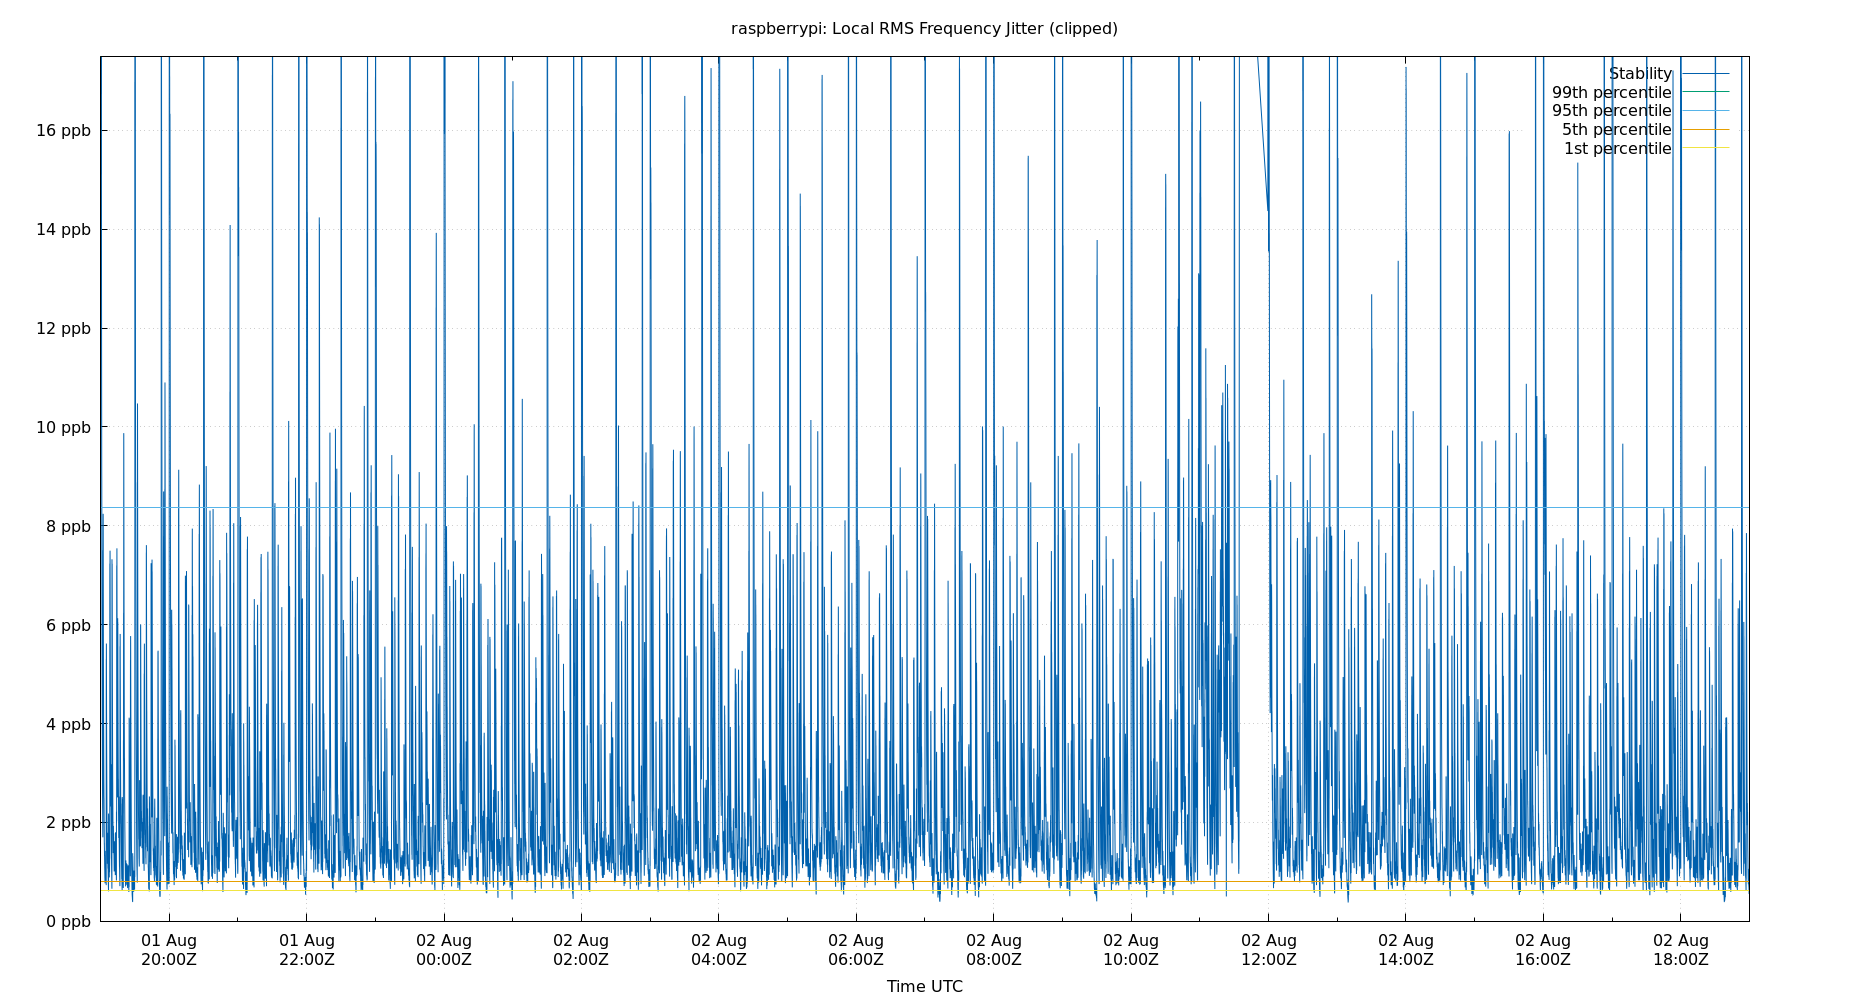 raspberrypi: Local RMS Frequency Jitter (clipped)
Stability
99th percentile
95th percentile
5th percentile
1st percentile
16 ppb
14 ppb
12 ppb
10 ppb
8 ppb
6 ppb
4 ppb
2 ppb
0 ppb
01 Aug 01 Aug 02 Aug 02 Aug 02 Aug 02 Aug 02 Aug 02 Aug 02 Aug 02 Aug 02 Aug 02 Aug
20:00Z 22:00Z 00:00Z 02:00Z 04:00Z 06:00Z 08:00Z 10:00Z 12:00Z 14:00Z 16:00Z 18:00Z
Time UTC